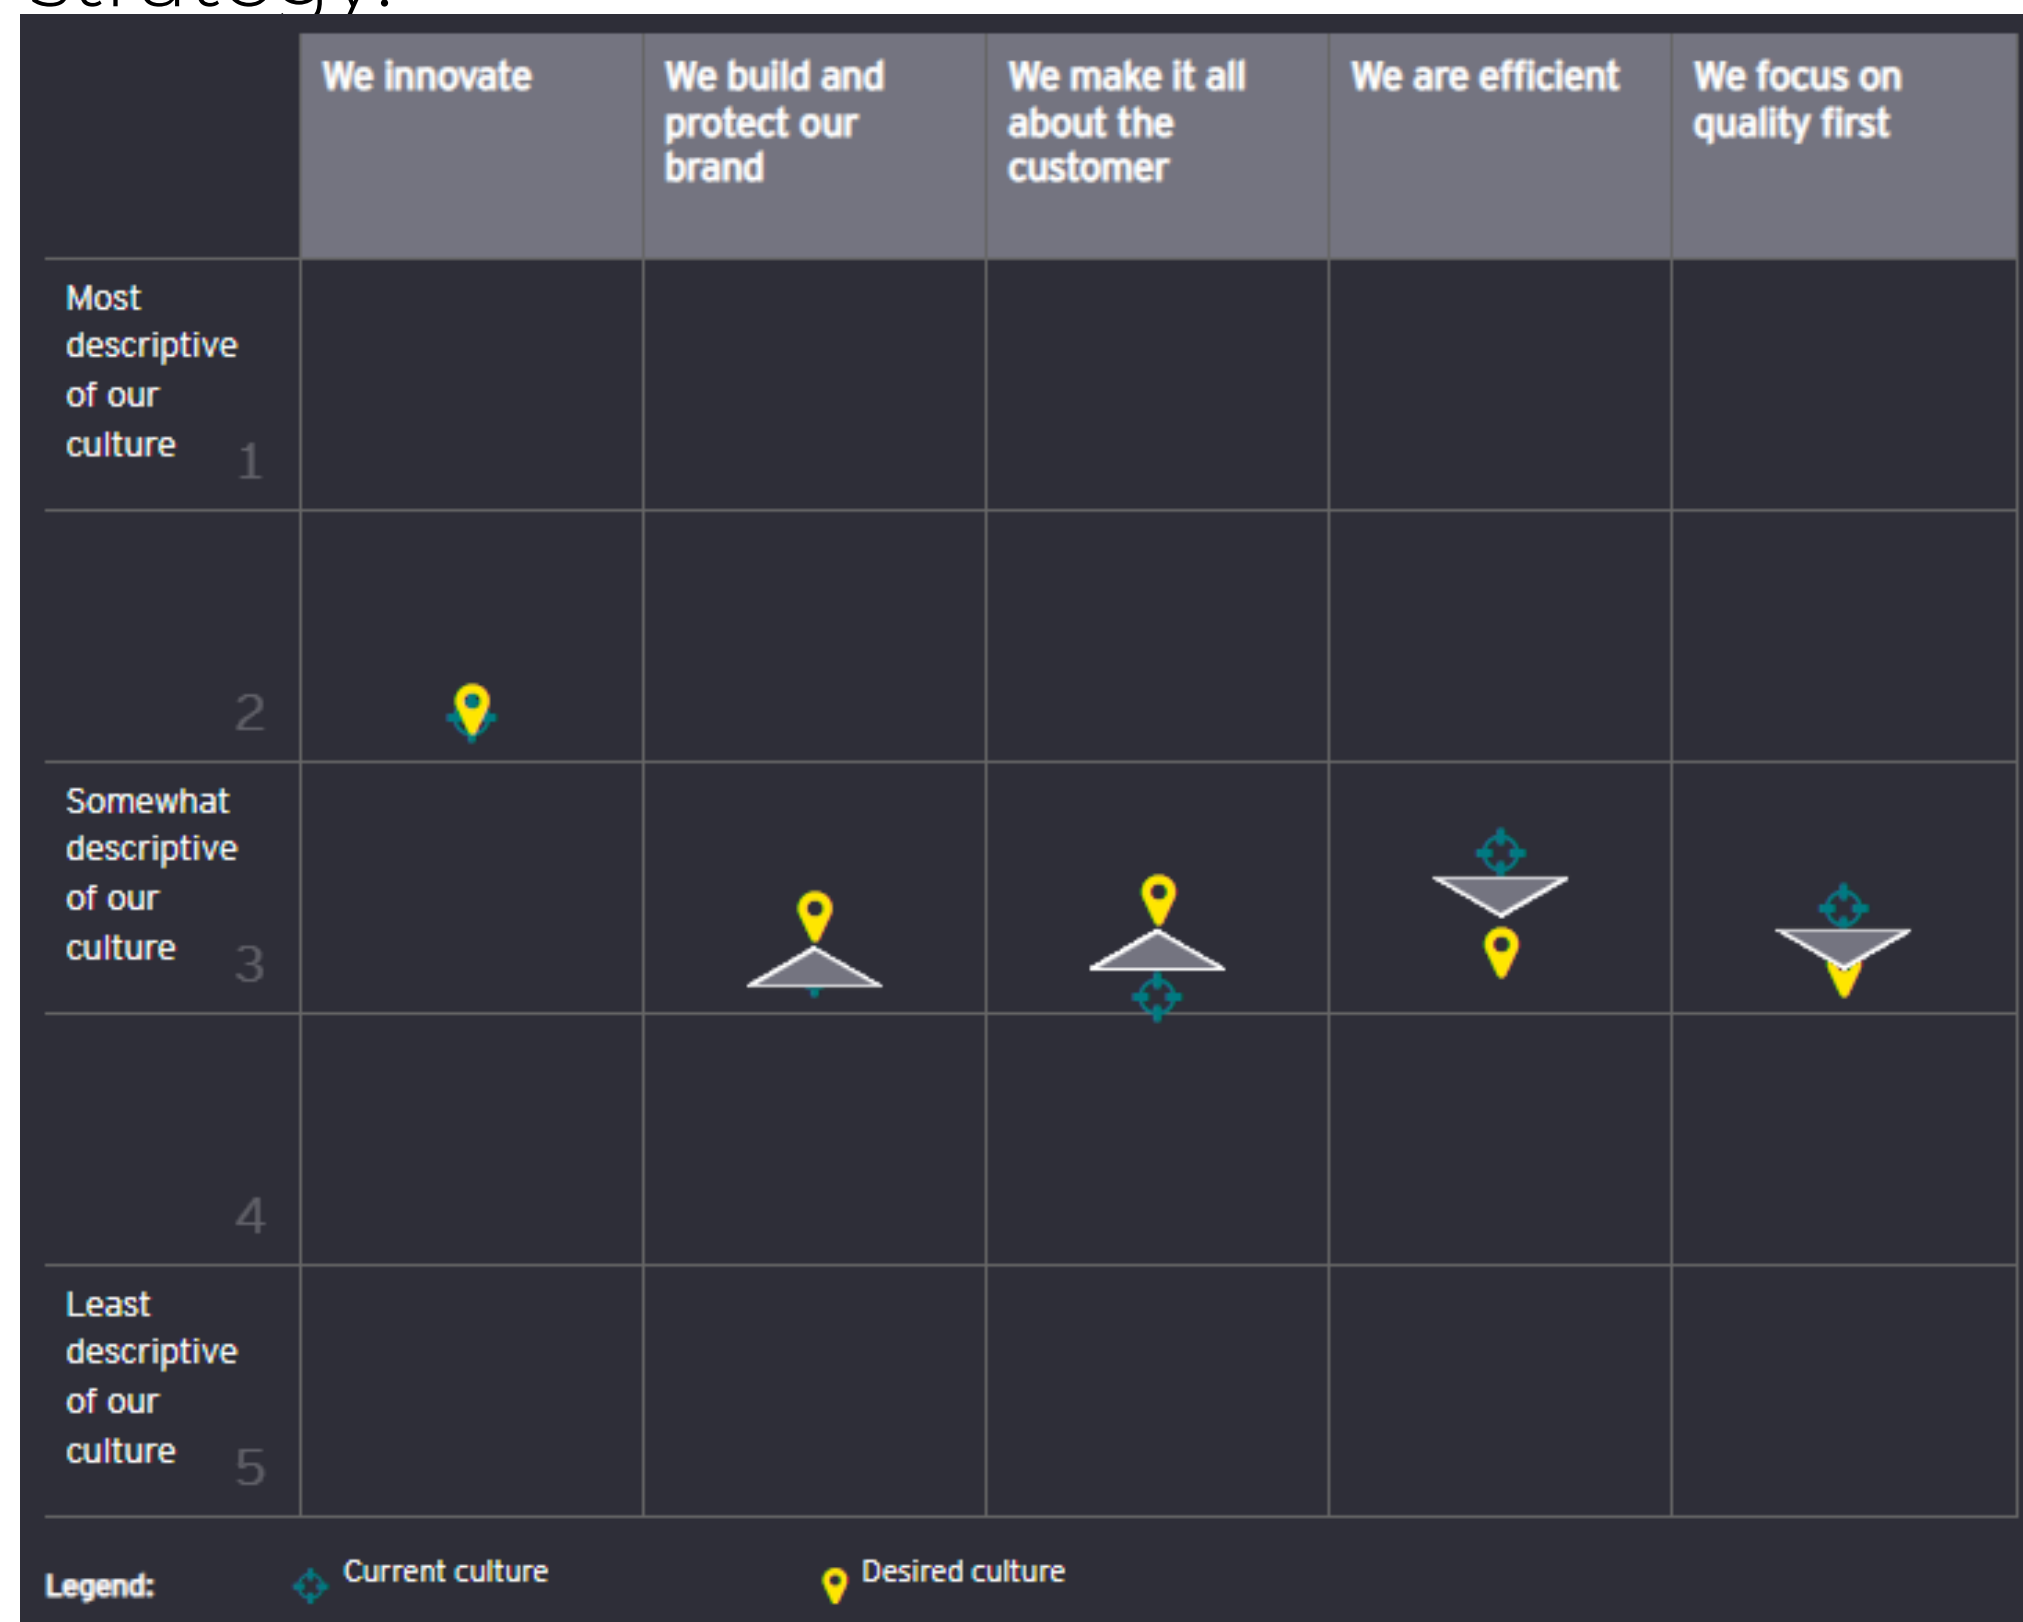 strategy.
We innovate
We build and
protect our
brand
We make it all
about the
customer
We are efficient
We focus on
quality first
Most
descriptive
of our
culture 1
2
Somewhat
descriptive
of our
culture 3
4
Least
descriptive
of our
culture 5
Legend:
Current culture
Desired culture